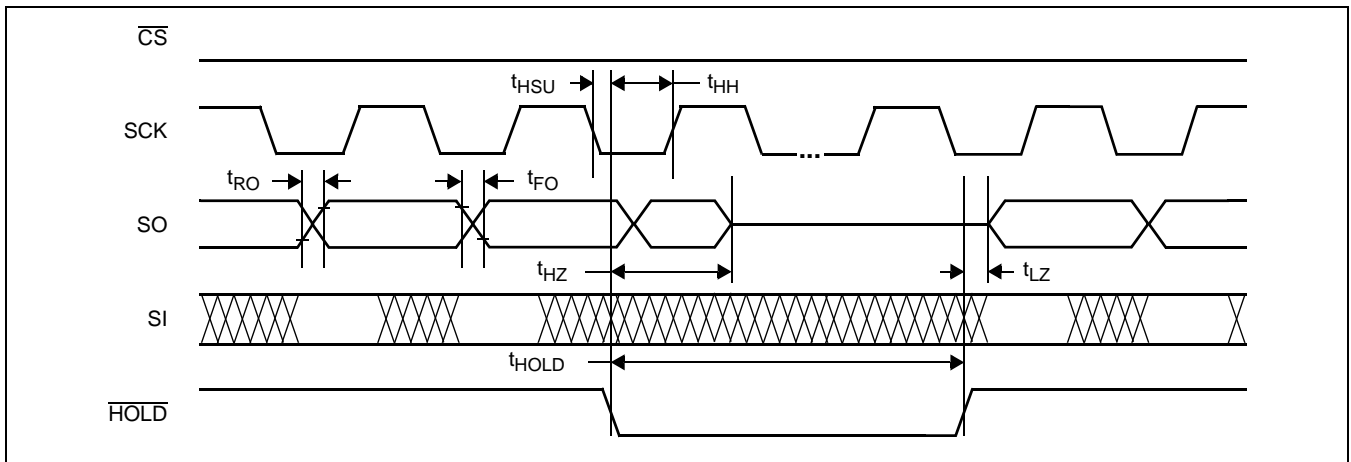 CS
tHSU
tHH
SCK
...
tRO
tFO
SO
tHZ
tLZ
SI
tHOLD
HOLD